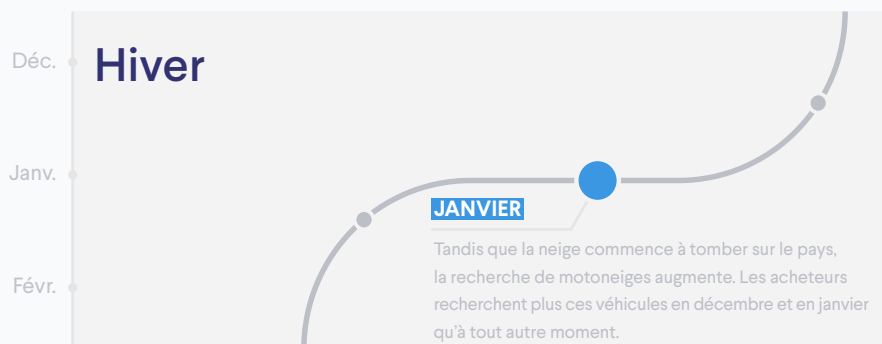 Déc.
Hiver
Janv.
JANVIER
Tandis que la neige commence à tomber sur le pays,
la recherche de motoneiges augmente. Les acheteurs
recherchent plus ces véhicules en décembre et en janvier
qu’à tout autre moment.
Févr.